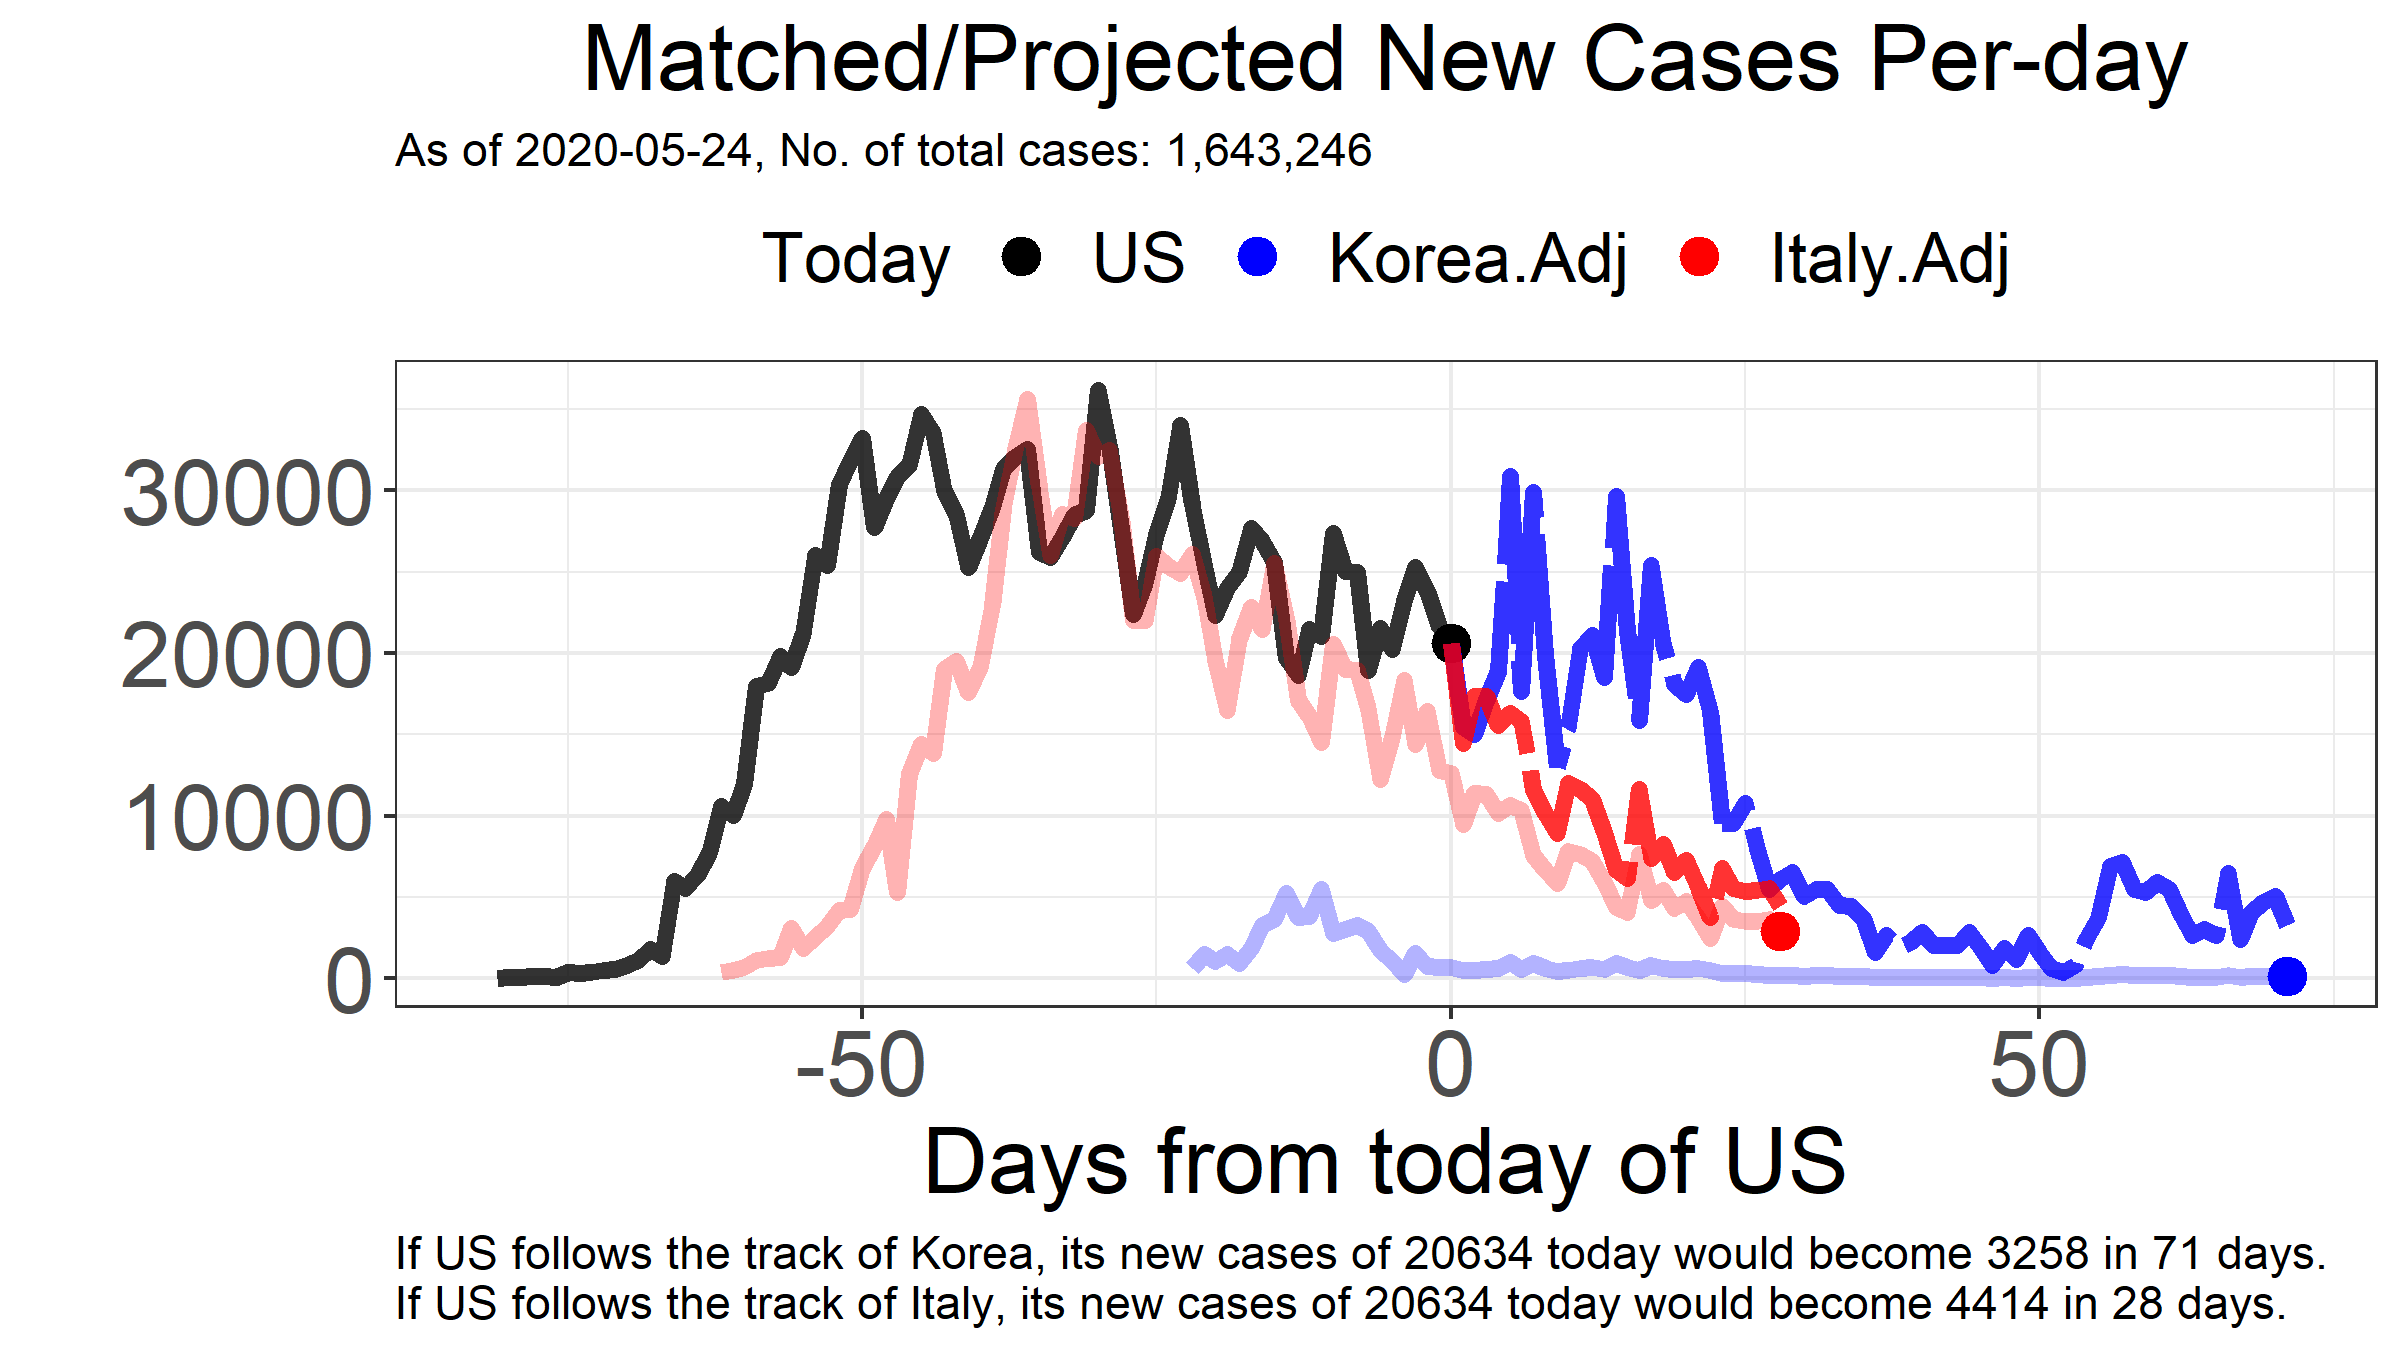 Matched/Projected New Cases Per-day
As of 2020-05-24, No. of total cases: 1,643,246
Today US Korea.Adj Italy.Adj
30000
20000
10000
0
-50 0 50
Days from today of US
If US follows the track of Korea, its new cases of 20634 today would become 3258 in 71 days.
If US follows the track of Italy, its new cases of 20634 today would become 4414 in 28 days.